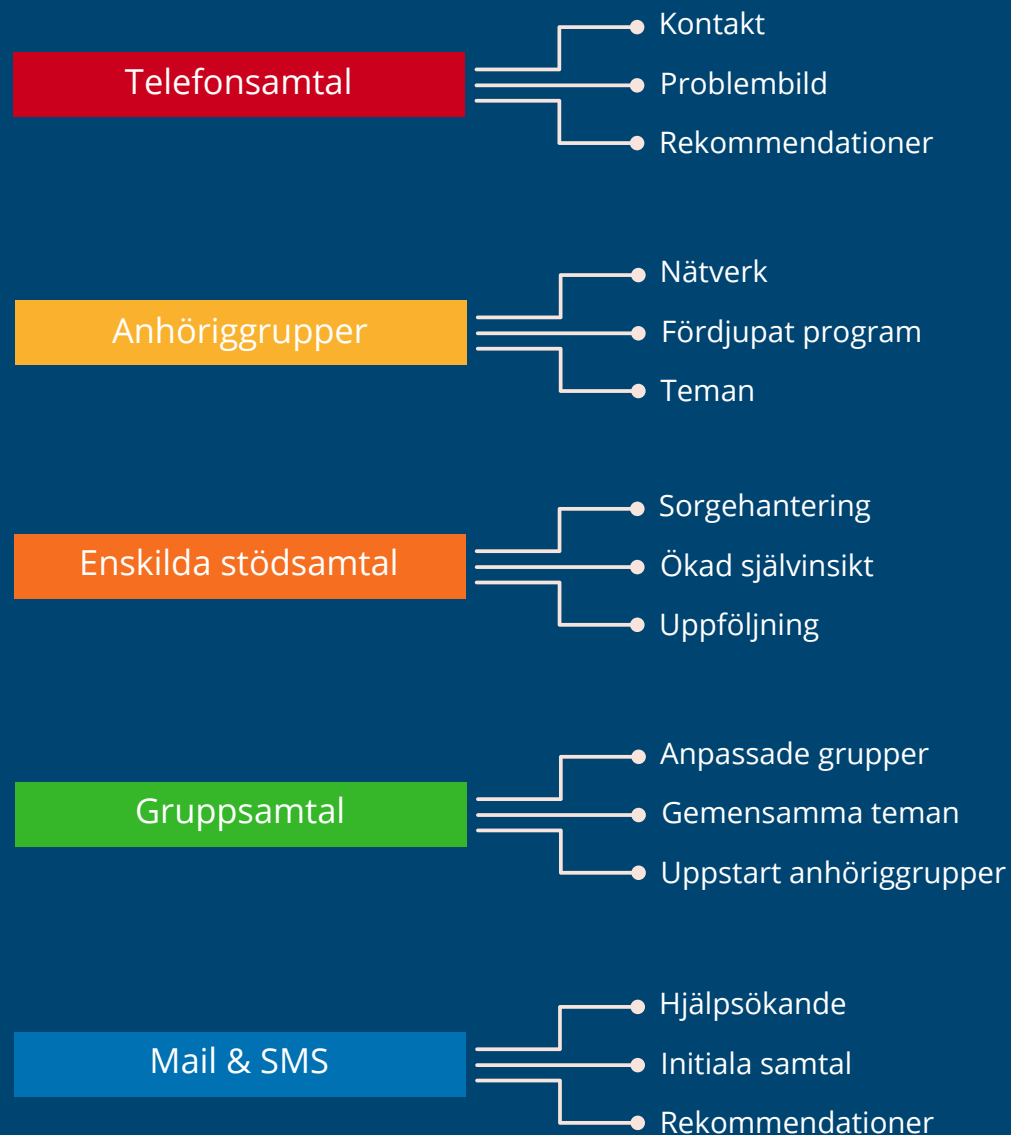 Telefonsamtal
Kontakt
Problembild
Rekommendationer
Anhöriggrupper
Nätverk
Fördjupat program
Teman
Enskilda stödsamtal
Sorgehantering
Ökad självinsikt
Uppföljning
Gruppsamtal
Anpassade grupper
Gemensamma teman
Uppstart anhöriggrupper
Mail & SMS
Hjälpsökande
Initiala samtal
Rekommendationer